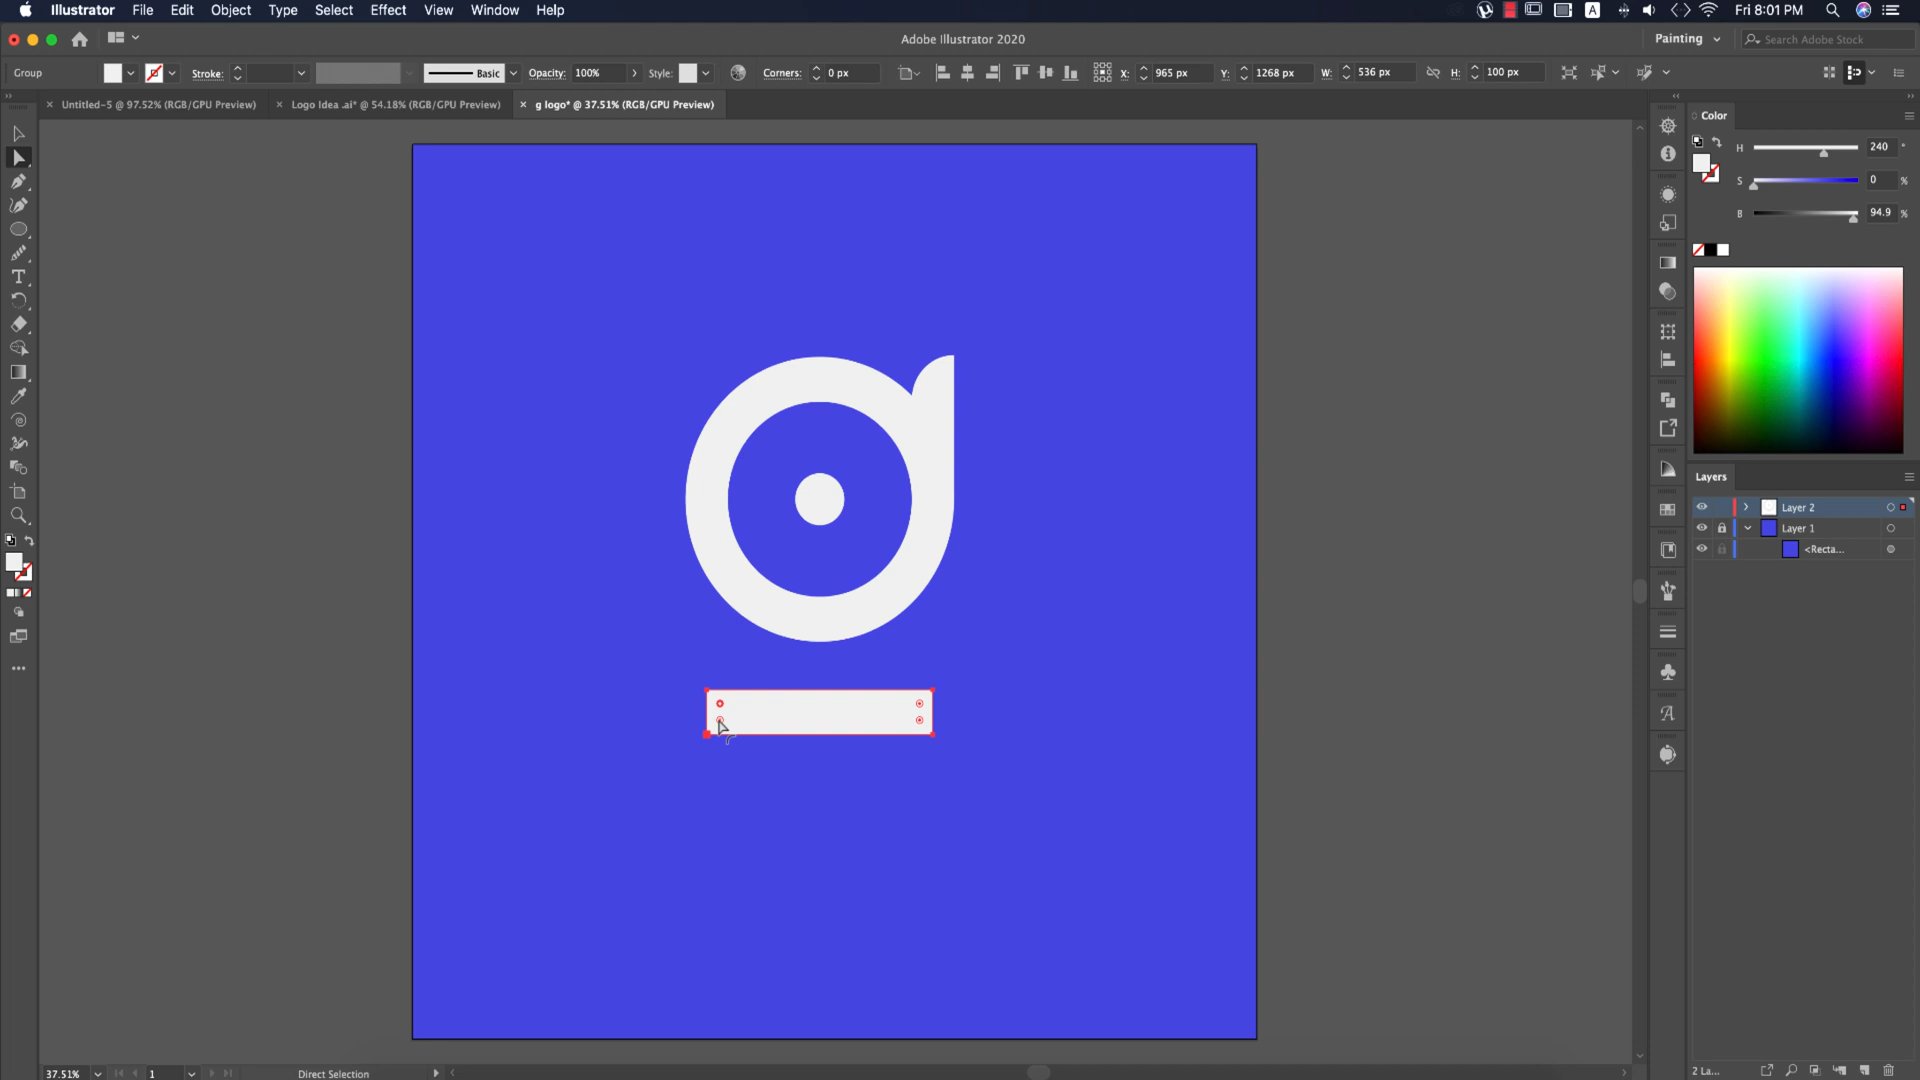 Illustrator File Edit Object Type Select Effect View Window Help
A
Fri 8:01 PM
Adobe Illustrator 2020
Painting
Search Adobe Stock
Group
Stroke:
Basic
Opacity: 100%
Style:
Corners: 0 px
X: 965 px
Y: 1268 px
W: 536 px
H: 100 px
× Untitled-5 @ 97.52% (RGB/GPU Preview)
× Logo Idea .ai* @ 54.18% (RGB/GPU Preview)
× g logo* @ 37.51% (RGB/GPU Preview)
Color
H 240 °
S 0 %
B 94.9 %
Layers
Layer 2
Layer 1
<Recta...
2 La...
37.51%
1
Direct Selection